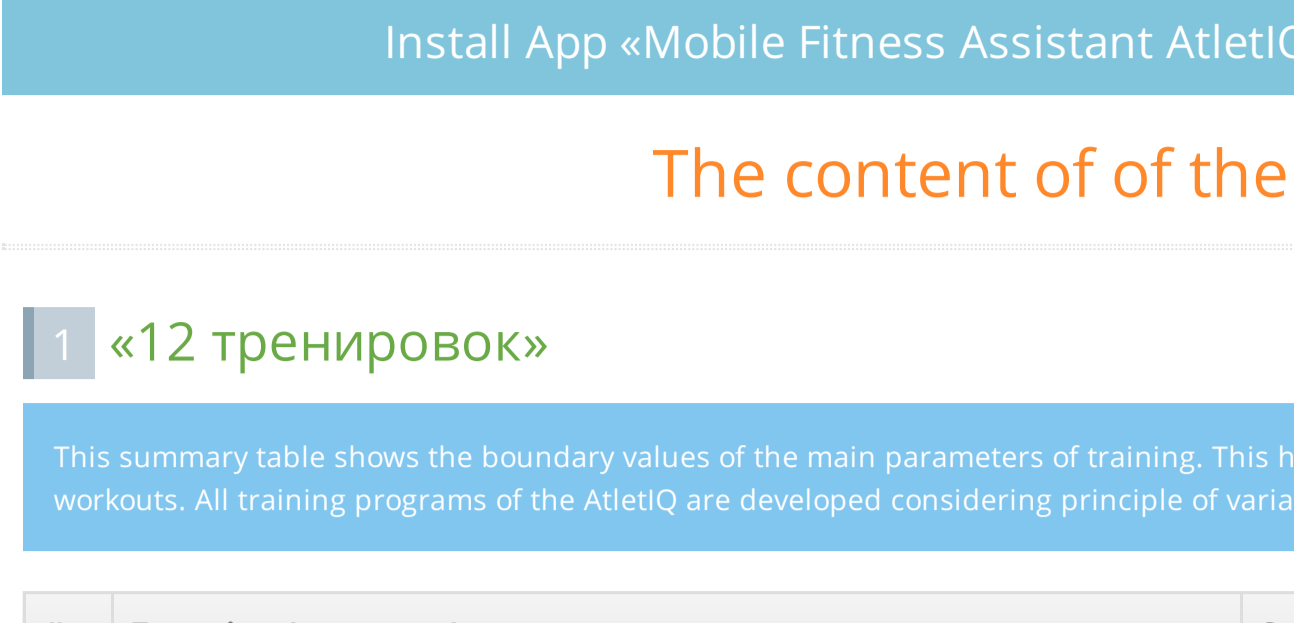 Install App «Mobile Fitness Assistant
The content of of the
1 «12 тренировок»
This summary table shows the boundary values of the main parameters of training. This
workouts. All training programs of the AtletIQ are developed considering principle of